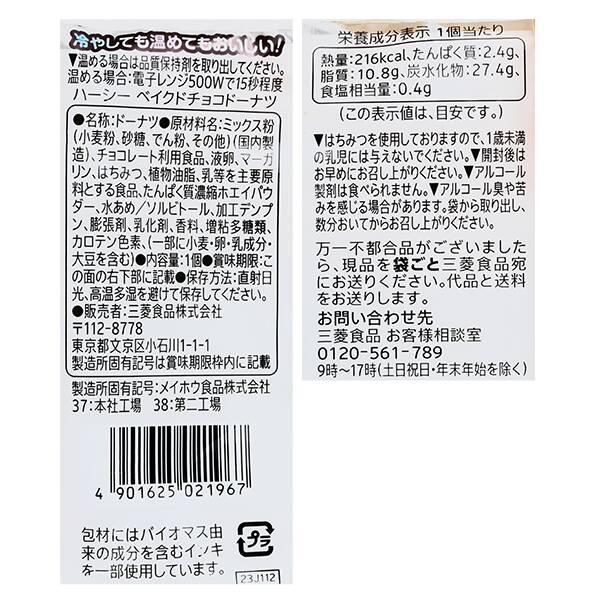 冷やしても温めてもおいしい!
▼温める場合は品質保持剤を取り出してください。
温める場合:電子レンジ500Wで15秒程度
ハーシー ベイクドチョコドーナツ
●名称:ドーナツ●原材料名:ミックス粉
(小麦粉、砂糖、でん粉、その他)(国内製
造)、チョコレート利用食品、液卵、マーガ
リン、はちみつ、植物油脂、乳等を主要原
料とする食品、たんぱく質濃縮ホエイパウ
ダー、水あめ/ソルビトール、加工デンプ
ン、膨張剤、乳化剤、香料、増粘多糖類、
カロテン色素、(一部に小麦・卵・乳成分・
大豆を含む)●内容量:1個●賞味期限:こ
の面の右下部に記載●保存方法:直射日
光、高温多湿を避けて保存してください。
●販売者:三菱食品株式会社
〒112-8778
東京都文京区小石川1-1-1
製造所固有記号は賞味期限枠内に記載
製造所固有記号:メイホウ食品株式会社
37:本社工場 38:第二工場
4 901625 021967
包材にはバイオマス由
来の成分を含むインキ
を一部使用しています。
プラ
23J112
栄養成分表示 1個当たり
熱量:216kcal、たんぱく質:2.4g、
脂質:10.8g、炭水化物:27.4g、
食塩相当量:0.4g
(この表示値は、目安です。)
▼はちみつを使用しておりますので、1歳未満
の乳児には与えないでください。▼開封後は
お早めにお召し上がりください。▼アルコール
製剤は食べられません。▼アルコール臭や苦
みを感じる場合があります。袋から取り出し、
数分おいてからお召し上がりください。
万一不都合品がございました
ら、現品を袋ごと三菱食品宛
にお送りください。代品と送料
をお送りします。
お問い合わせ先
三菱食品 お客様相談室
0120-561-789
9時〜17時(土日祝日・年末年始を除く)